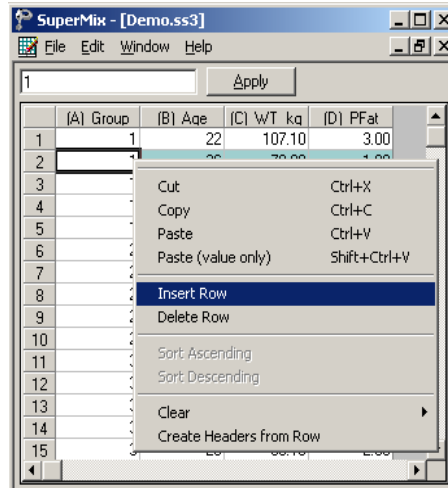 SuperMix - [Demo.ss3]
File Edit Window Help
1 Apply
(A) Group (B) Age (C) WT_kg (D) PFat
1 1 22 107.10 3.00
2
3
4
5
6
7
8
9
10
11
12
13
14
15
Cut Ctrl+X
Copy Ctrl+C
Paste Ctrl+V
Paste (value only) Shift+Ctrl+V
Insert Row
Delete Row
Sort Ascending
Sort Descending
Clear
Create Headers from Row